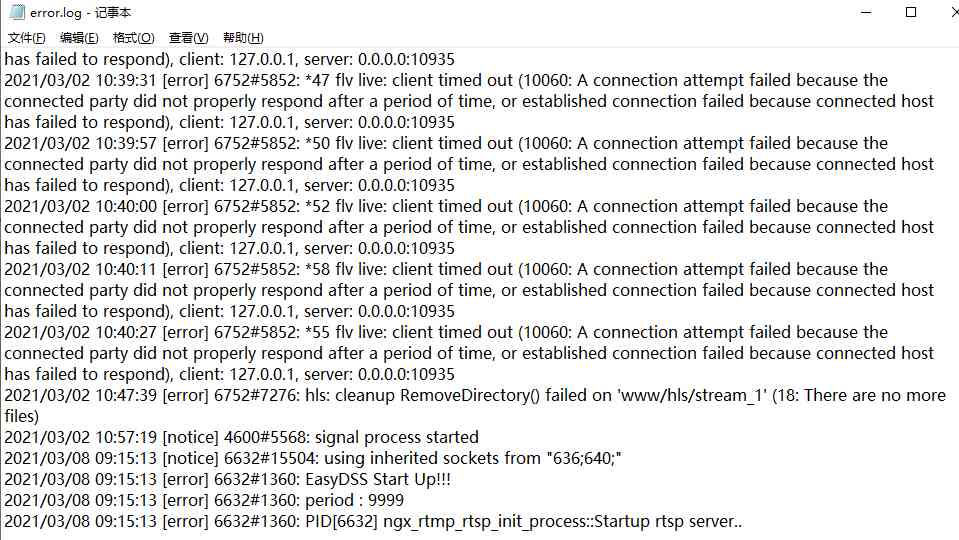 error.log - 记事本
文件(F) 编辑(E) 格式(O) 查看(V) 帮助(H)
has failed to respond), client: 127.0.0.1, server: 0.0.0.0:10935
2021/03/02 10:39:31 [error] 6752#5852: *47 flv live: client timed out (10060: A connection attempt failed because the
connected party did not properly respond after a period of time, or established connection failed because connected host
has failed to respond), client: 127.0.0.1, server: 0.0.0.0:10935
2021/03/02 10:39:57 [error] 6752#5852: *50 flv live: client timed out (10060: A connection attempt failed because the
connected party did not properly respond after a period of time, or established connection failed because connected host
has failed to respond), client: 127.0.0.1, server: 0.0.0.0:10935
2021/03/02 10:40:00 [error] 6752#5852: *52 flv live: client timed out (10060: A connection attempt failed because the
connected party did not properly respond after a period of time, or established connection failed because connected host
has failed to respond), client: 127.0.0.1, server: 0.0.0.0:10935
2021/03/02 10:40:11 [error] 6752#5852: *58 flv live: client timed out (10060: A connection attempt failed because the
connected party did not properly respond after a period of time, or established connection failed because connected host
has failed to respond), client: 127.0.0.1, server: 0.0.0.0:10935
2021/03/02 10:40:27 [error] 6752#5852: *55 flv live: client timed out (10060: A connection attempt failed because the
connected party did not properly respond after a period of time, or established connection failed because connected host
has failed to respond), client: 127.0.0.1, server: 0.0.0.0:10935
2021/03/02 10:47:39 [error] 6752#7276: hls: cleanup RemoveDirectory() failed on 'www/hls/stream_1' (18: There are no more
files)
2021/03/02 10:57:19 [notice] 4600#5568: signal process started
2021/03/08 09:15:13 [notice] 6632#15504: using inherited sockets from "636;640;"
2021/03/08 09:15:13 [error] 6632#1360: EasyDSS Start Up!!!
2021/03/08 09:15:13 [error] 6632#1360: period : 9999
2021/03/08 09:15:13 [error] 6632#1360: PID[6632] ngx_rtmp_rtsp_init_process::Startup rtsp server..